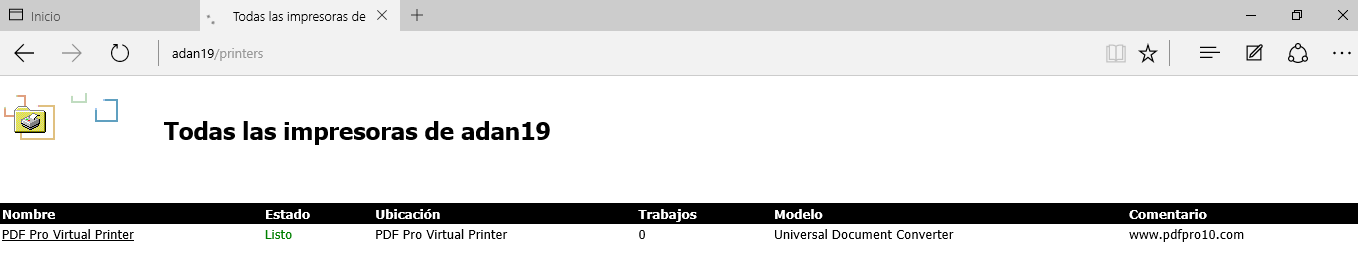 Inicio Todas las impresoras de
adan19/printers
Todas las impresoras de adan19
Nombre Estado Ubicación Trabajos Modelo Comentario
PDF Pro Virtual Printer Listo PDF Pro Virtual Printer 0 Universal Document Converter www.pdfpro10.com